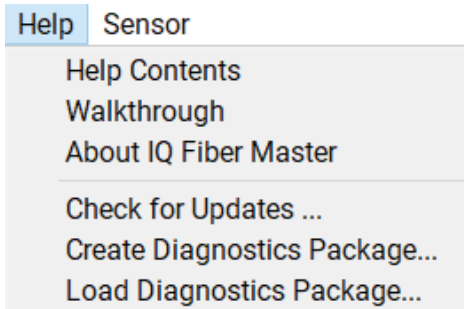 Help Sensor
Help Contents
Walkthrough
About IQ Fiber Master
Check for Updates ...
Create Diagnostics Package...
Load Diagnostics Package...